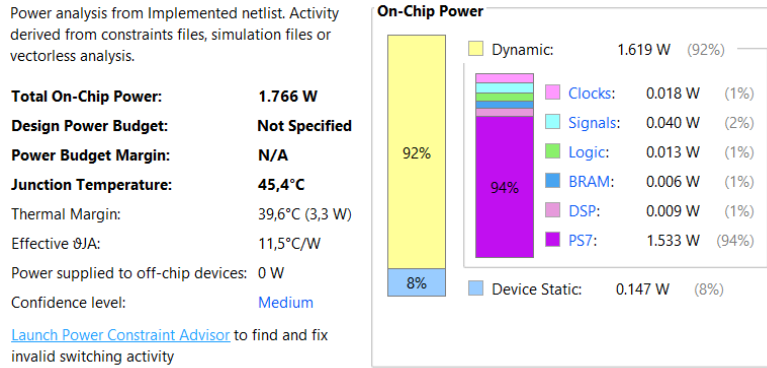 Power analysis from Implemented netlist. Activity
derived from constraints files, simulation files or
vectorless analysis.
Total On-Chip Power: 1.766 W
Design Power Budget: Not Specified
Power Budget Margin: N/A
Junction Temperature: 45,4°C
Thermal Margin: 39,6°C (3,3 W)
Effective ϑJA: 11,5°C/W
Power supplied to off-chip devices: 0 W
Confidence level: Medium
Launch Power Constraint Advisor to find and fix
invalid switching activity
On-Chip Power
92%
8%
Dynamic: 1.619 W (92%)
94%
Clocks: 0.018 W (1%)
Signals: 0.040 W (2%)
Logic: 0.013 W (1%)
BRAM: 0.006 W (1%)
DSP: 0.009 W (1%)
PS7: 1.533 W (94%)
Device Static: 0.147 W (8%)